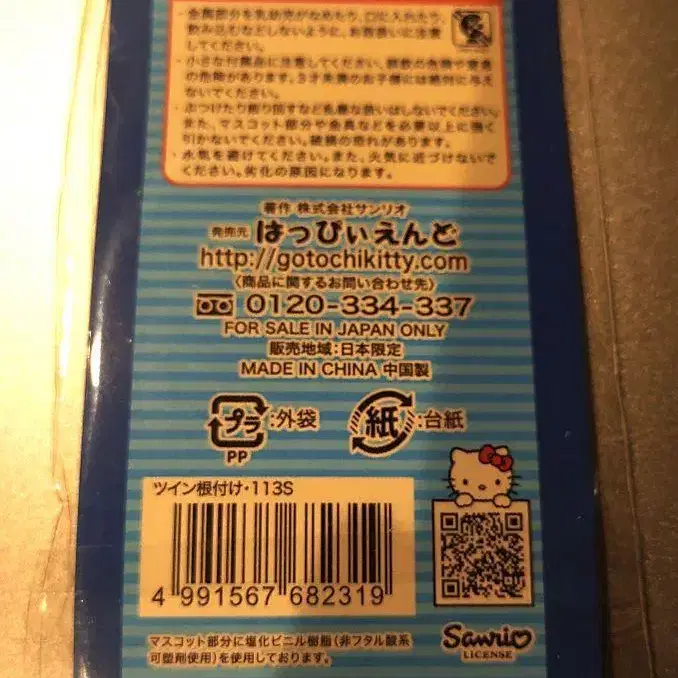 ・金属部分を乳幼児がなめたり、口に入れたり、
飲み込むなどしないように、お取扱いに注意
してください。
・小さな付属品に注意してください。誤飲の危険や窒息
の危険があります。3才未満のお子様には絶対に与え
ないでください。
・ぶつけたり振り回すなど乱暴な扱いはしないでください。
また、マスコット部分や金具などを必要以上に強く
引かないでください。破損の恐れがあります。
・水気を避けてください。また、火気に近づけないで
ください。劣化の原因になります。
著作 株式会社サンリオ
発売元 はっぴぃえんど
http://gotochikitty.com
〈商品に関するお問い合わせ先〉
0120-334-337
FOR SALE IN JAPAN ONLY
販売地域:日本限定
MADE IN CHINA 中国製
プラ:外袋 紙:台紙
PP
ツイン根付け・113S
4 991567 682319
マスコット部分に塩化ビニル樹脂(非フタル酸系
可塑剤使用)を使用しております。
Sanrio
LICENSE